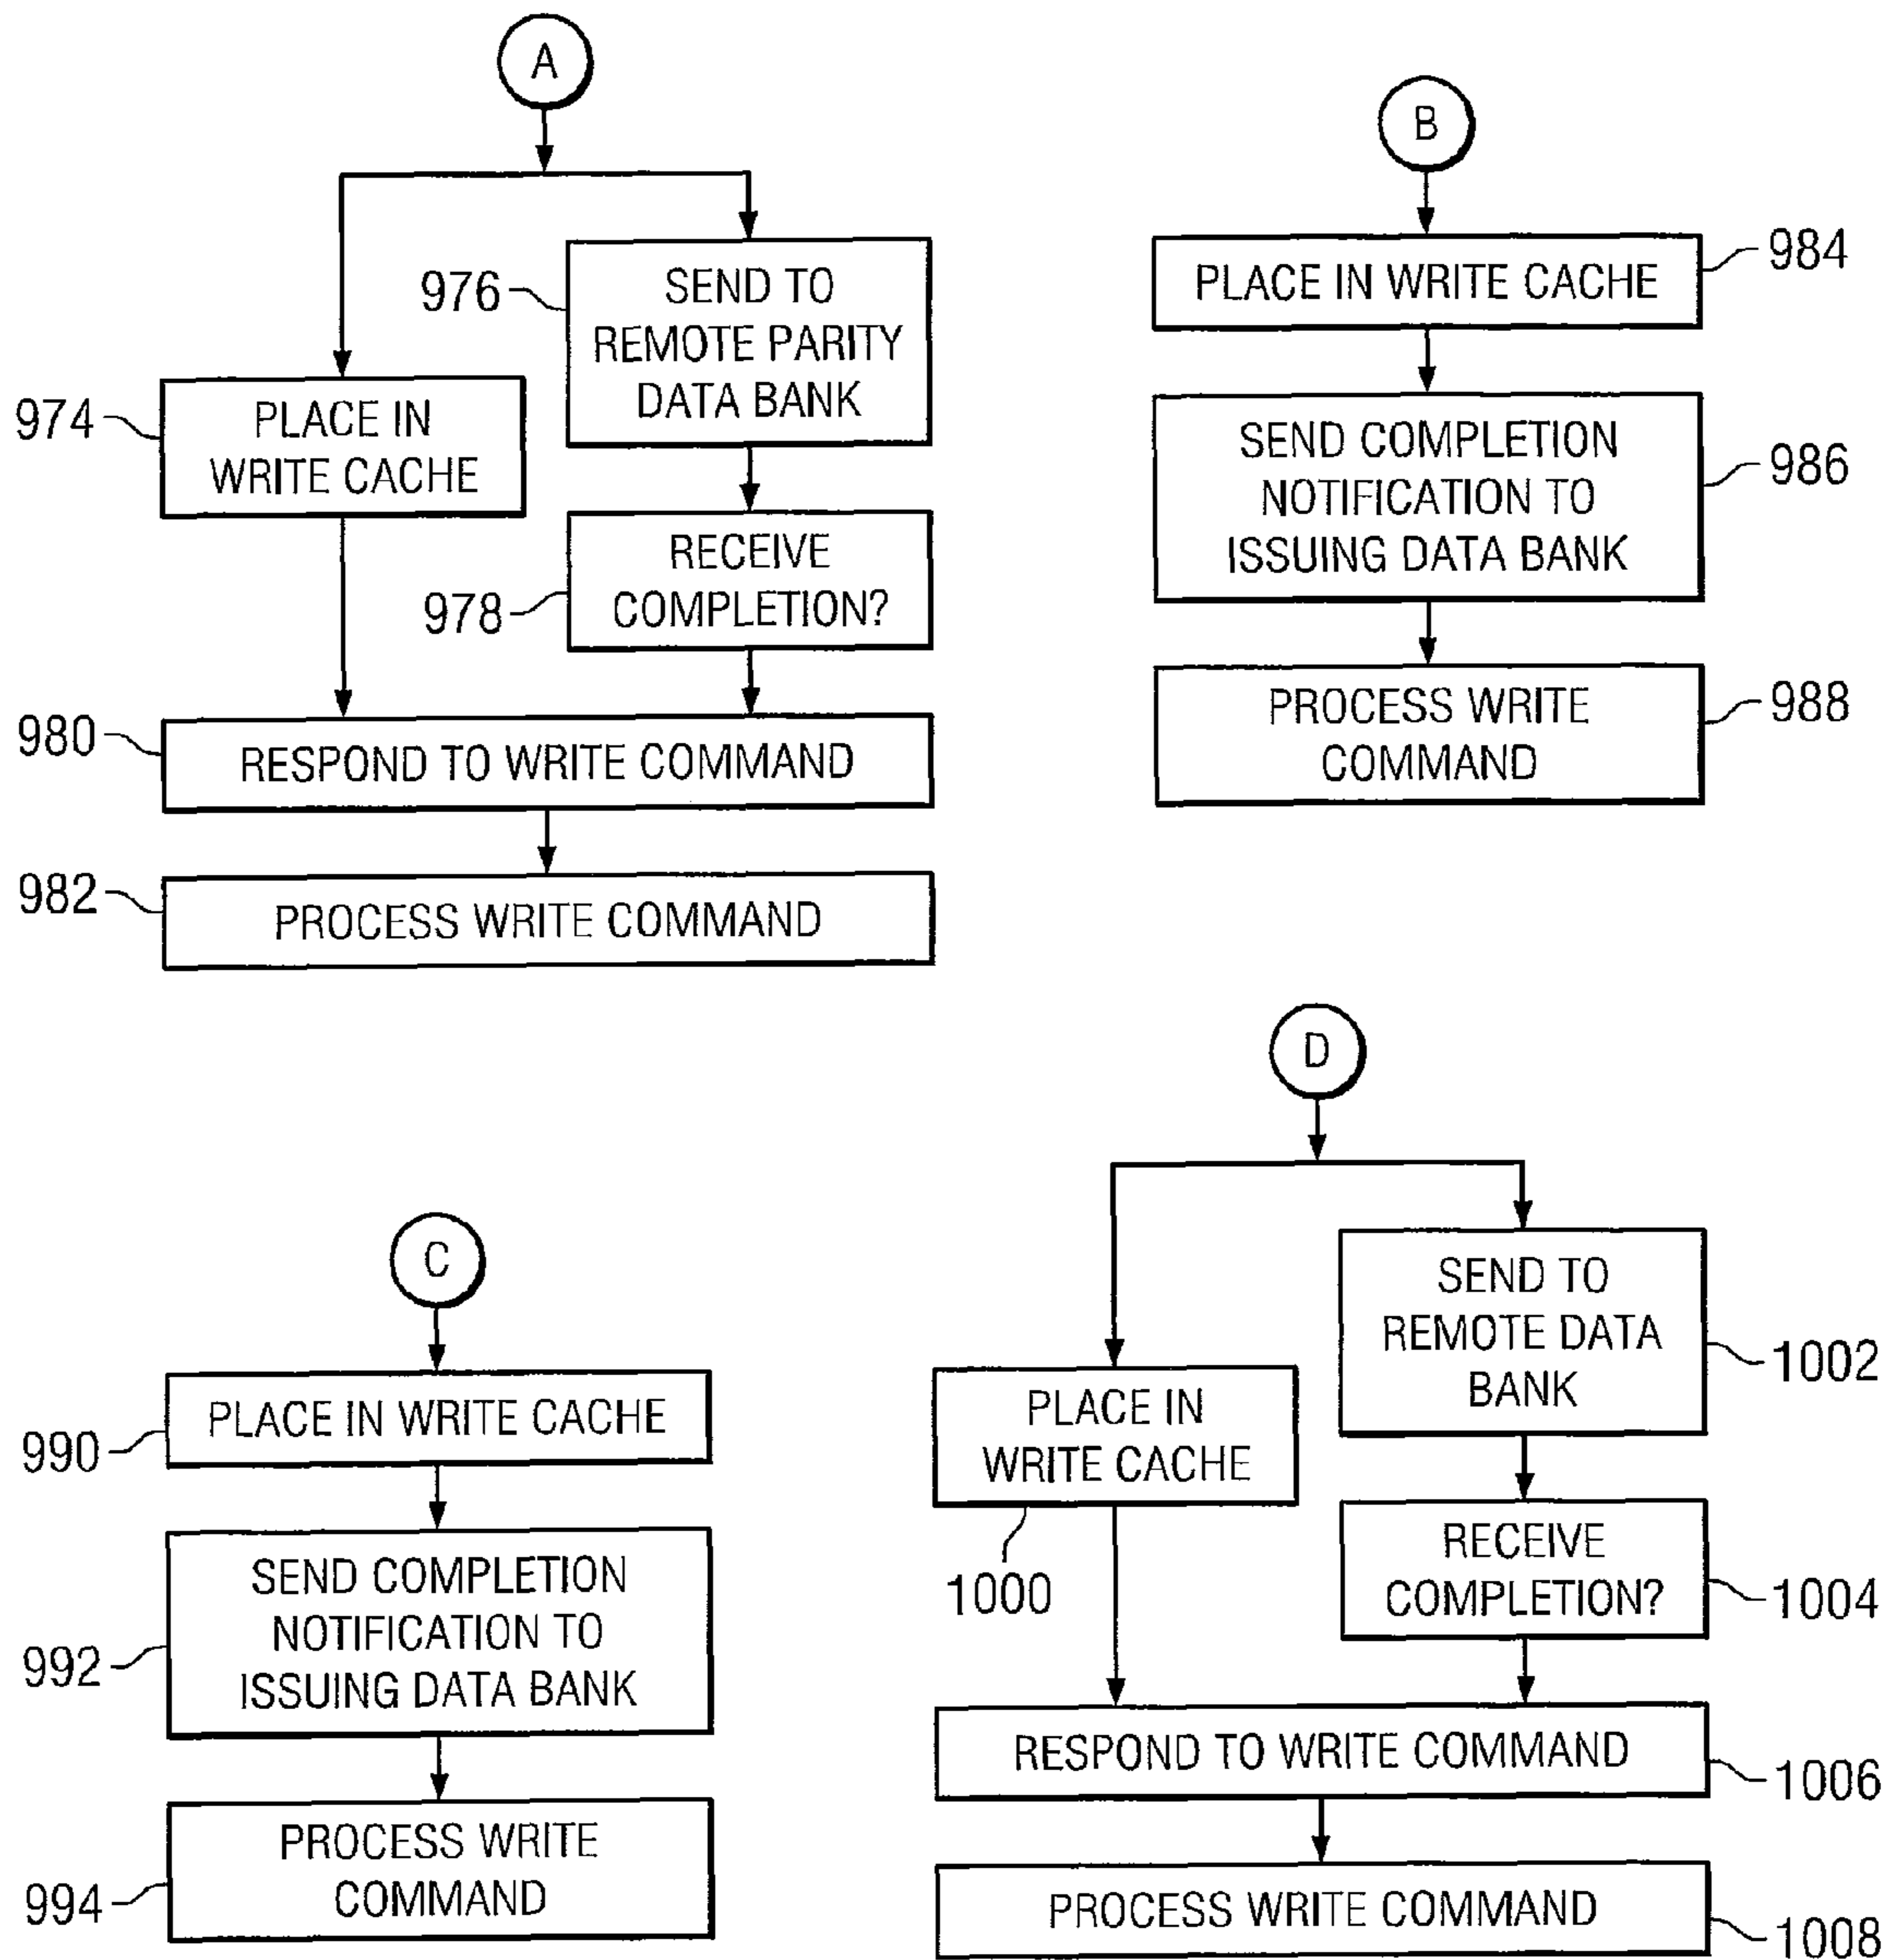 A
976
SEND TO
REMOTE PARITY
DATA BANK
974
PLACE IN
WRITE CACHE
978
RECEIVE
COMPLETION?
980
RESPOND TO WRITE COMMAND
982
PROCESS WRITE COMMAND
B
PLACE IN WRITE CACHE
984
SEND COMPLETION
NOTIFICATION TO
ISSUING DATA BANK
986
PROCESS WRITE
COMMAND
988
C
990
PLACE IN WRITE CACHE
992
SEND COMPLETION
NOTIFICATION TO
ISSUING DATA BANK
994
PROCESS WRITE
COMMAND
D
SEND TO
REMOTE DATA
BANK
1002
PLACE IN
WRITE CACHE
1000
RECEIVE
COMPLETION?
1004
RESPOND TO WRITE COMMAND
1006
PROCESS WRITE COMMAND
1008